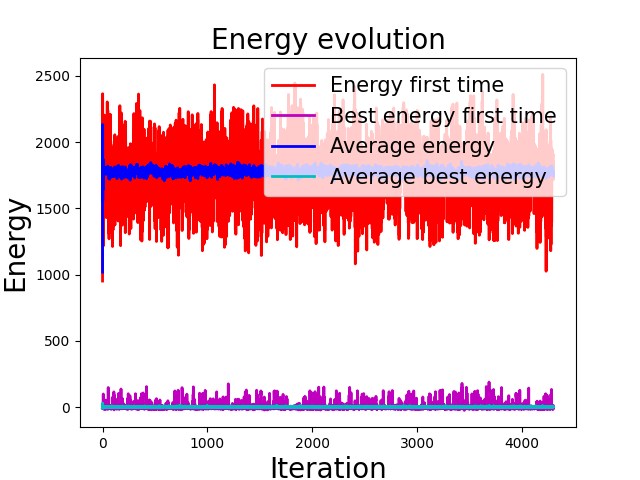 Energy evolution
Energy first time
Best energy first time
Average energy
Average best energy
2500
2000
1500
1000
500
0
Energy
0 1000 2000 3000 4000
Iteration